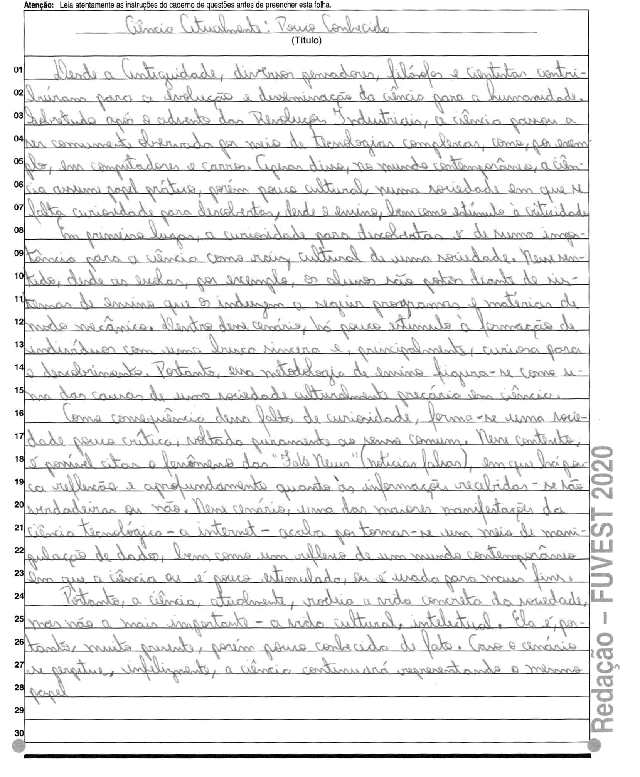 Atenção: Leia atentamente as instruções do caderno de questões antes de preencher esta folha.
Ciência Atualmente: Pouco Conhecida
(Título)
01 Desde a Antiguidade, diversos pensadores, filósofos e cientistas contri-
02 buíram para a evolução e disseminação da ciência para a humanidade.
03 Sobretudo após o advento das Revoluções Industriais, a ciência passou a
04 ser comumente observada por meio de tecnologias complexas, como, por exem-
05 plo, em computadores e carros. Apesar disso, no mundo contemporâneo, a ciên-
06 cia assume papel prático, porém pouco cultural, numa sociedade em que se
07 falta curiosidade para descobertas, desde o ensino, bem como estímulo à criticidade
08 Em primeiro lugar, a curiosidade para descobertas é de suma impor-
09 tância para a ciência como raiz cultural de uma sociedade. Nesse sen-
10 tido, desde as escolas, por exemplo, os alunos são postos diante de sis-
11 temas de ensino que os induzem a seguir programas e matérias de
12 modo mecânico. Dentro desse cenário, há pouco estímulo à formação de
13 indivíduos com uma busca sincera e, principalmente, curiosa para
14 o descobrimento. Portanto, essa metodologia de ensino figura-se como u-
15 ma das causas de uma sociedade culturalmente precária em ciência.
16 Como consequência dessa falta de curiosidade, forma-se uma socie-
17 dade pouco crítica, voltada puramente ao senso comum. Nesse contexto,
18 é possível citar o fenômeno das "Fake News" (notícias falsas), em que há pou-
19 ca reflexão e aprofundamento quanto às informações recebidas - se são
20 verdadeiras ou não. Nesse cenário, uma das maiores manifestações da
21 ciência tecnológica - a internet - acaba por tornar-se um meio de mani-
22 pulação de dados, bem como um reflexo de um mundo contemporâneo
23 em que a ciência ou é pouco estimulada, ou é usada para maus fins.
24 Portanto, a ciência, atualmente, rodeia a vida concreta da sociedade,
25 mas não a mais importante - a vida cultural, intelectual. Ela é, por-
26 tanto, muito presente, porém pouco conhecida de fato. Caso o cenário
27 se perpetue, infelizmente, a ciência continuará representando o mesmo
28 papel
29
30
Redação – FUVEST 2020